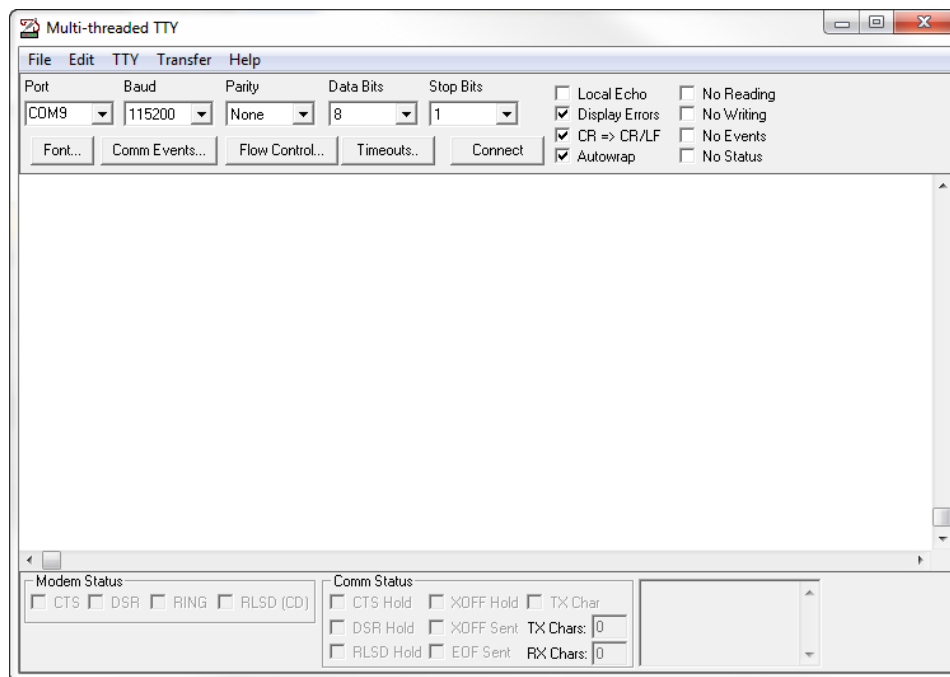 Multi-threaded TTY
File Edit TTY Transfer Help
Port Baud Parity Data Bits Stop Bits
COM9 115200 None 8 1
Font... Comm Events... Flow Control... Timeouts.. Connect
Local Echo No Reading
Display Errors No Writing
CR => CR/LF No Events
Autowrap No Status
Modem Status
CTS DSR RING RLSD (CD)
Comm Status
CTS Hold XOFF Hold TX Char
DSR Hold XOFF Sent TX Chars: 0
RLSD Hold EOF Sent RX Chars: 0